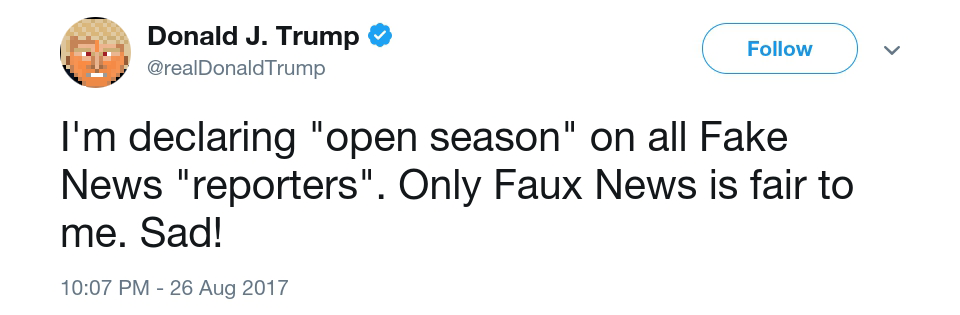 Donald J. Trump
@realDonaldTrump
Follow
I'm declaring "open season" on all Fake
News "reporters". Only Faux News is fair to
me. Sad!
10:07 PM - 26 Aug 2017